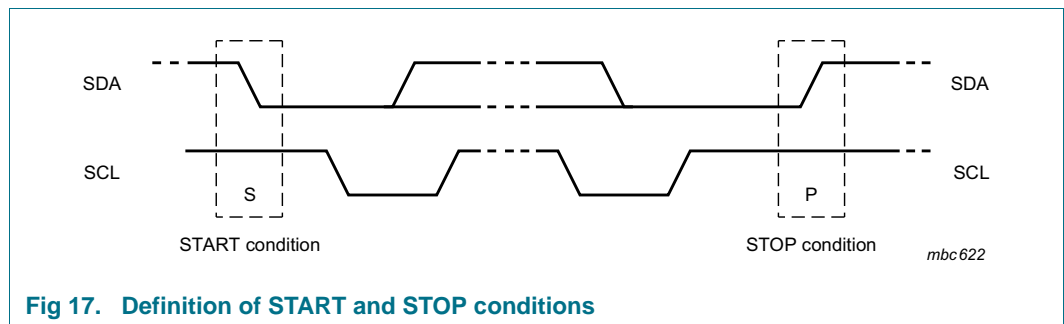 SDA SDA
SCL SCL
S P
START condition STOP condition
mbc622
Fig 17. Definition of START and STOP conditions